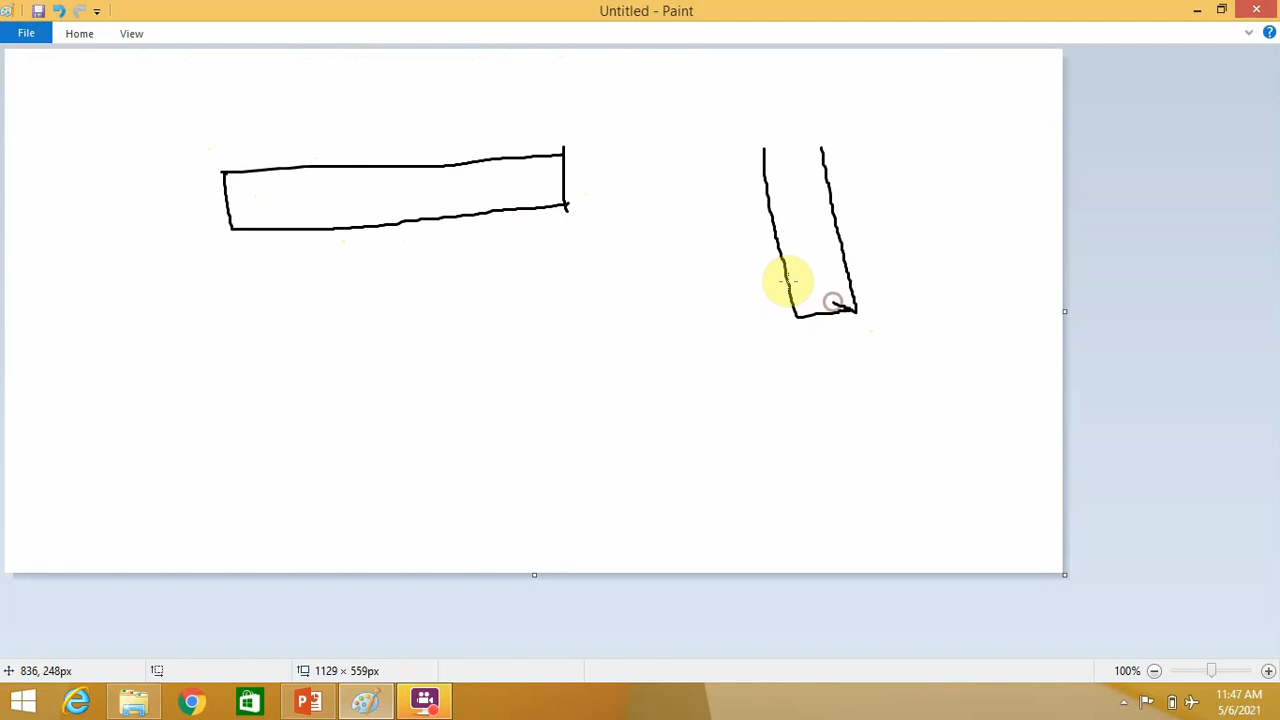 Untitled - Paint
File
Home
View
836, 248px
1129 × 559px
100%
11:47 AM
5/6/2021